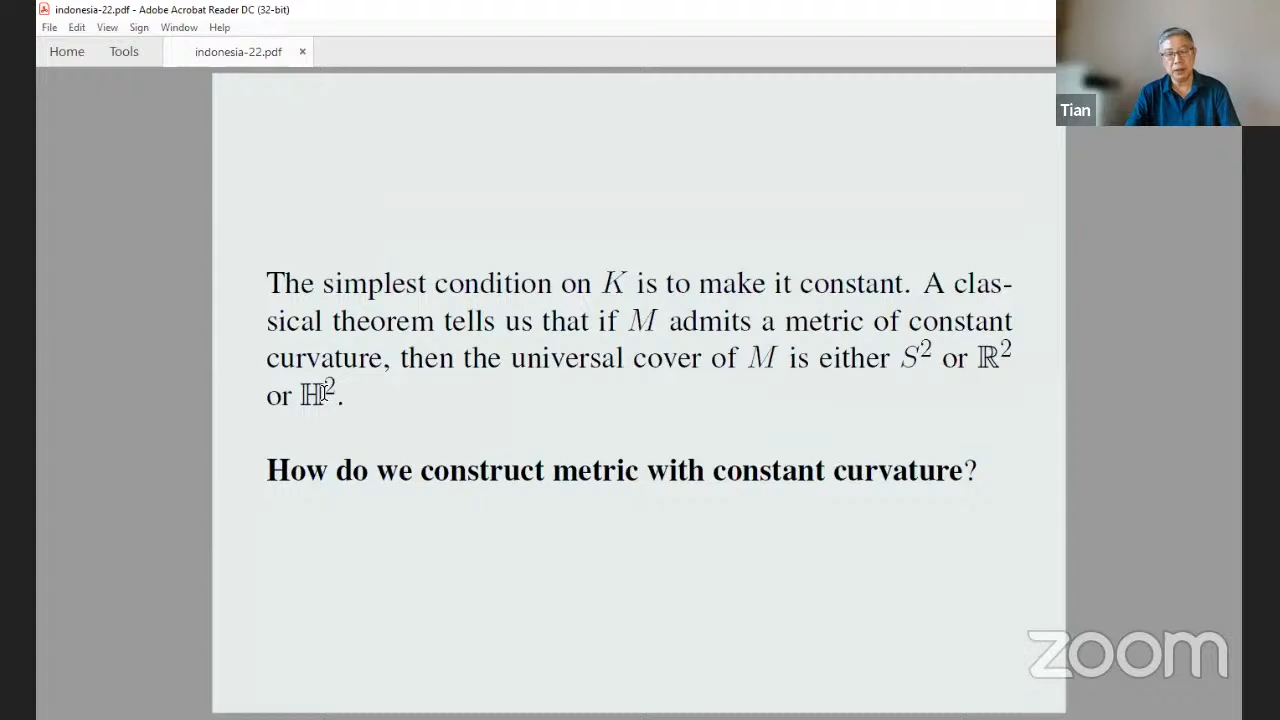 indonesia-22.pdf - Adobe Acrobat Reader DC (32-bit)
File Edit View Sign Window Help
Home Tools indonesia-22.pdf ×
Tian
The simplest condition on K is to make it constant. A clas-
sical theorem tells us that if M admits a metric of constant
curvature, then the universal cover of M is either S² or ℝ²
or ℍ².
How do we construct metric with constant curvature?
zoom